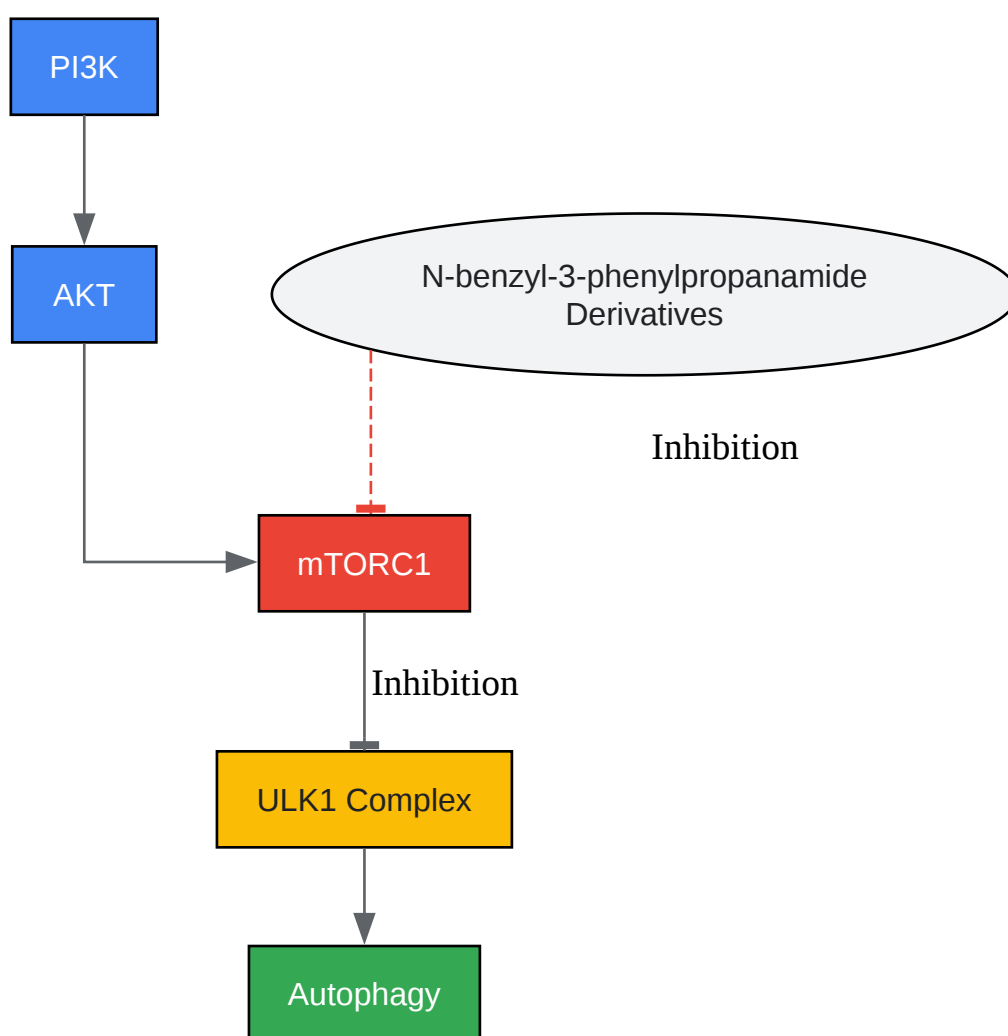 PI3K
AKT
N-benzyl-3-phenylpropanamide
Derivatives
Inhibition
mTORC1
Inhibition
ULK1 Complex
Autophagy